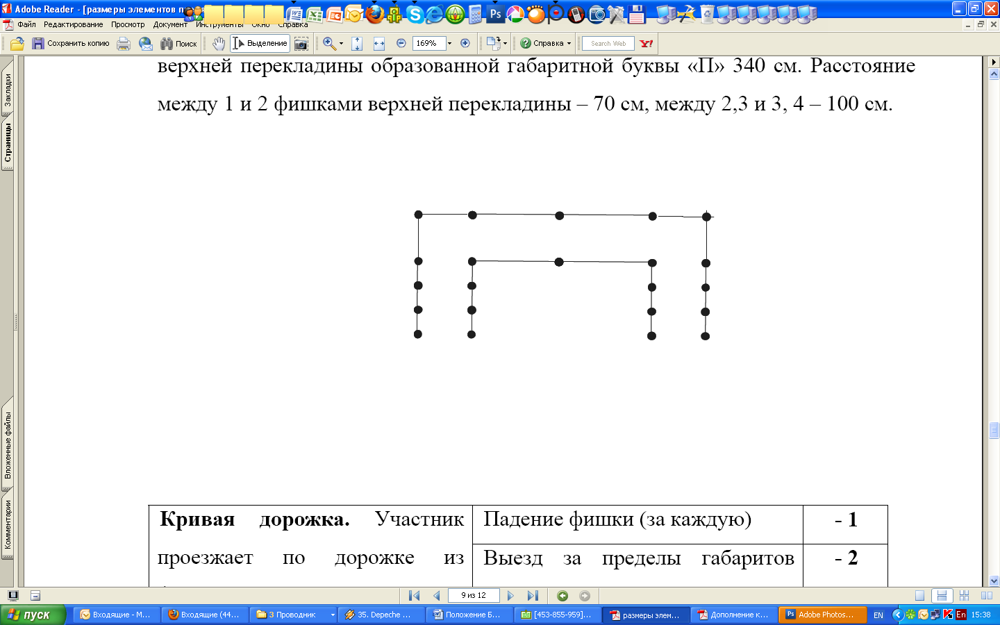 Adobe Reader - [размеры элементов п
Файл Редактирование Просмотр Документ Инструменты Окно Справка
Сохранить копию Поиск Выделение 169% Справка Search Web Y!
Закладки
Страницы
Вложенные файлы
Комментарии
верхней перекладины образованной габаритной буквы «П» 340 см. Расстояние
между 1 и 2 фишками верхней перекладины – 70 см, между 2,3 и 3, 4 – 100 см.
Кривая дорожка. Участник
проезжает по дорожке из
Падение фишки (за каждую)
- 1
Выезд за пределы габаритов
- 2
9 из 12
пуск Входящие - M... Входящие (44... 3 Проводник 35. Depeche ... Положение Б... [453-855-959]... размеры элем... Дополнение к... Adobe Photos... EN En 15:38